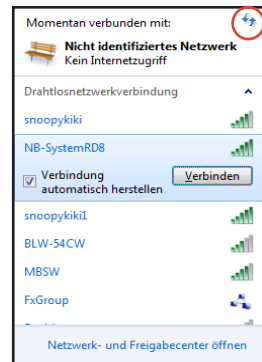 Momentan verbunden mit:
Nicht identifiziertes Netzwerk
Kein Internetzugriff
Drahtlosnetzwerkverbindung
snoopykiki
NB-SystemRD8
Verbindung
automatisch herstellen
Verbinden
snoopykiki1
BLW-54CW
MBSW
FxGroup
Netzwerk- und Freigabecenter öffnen